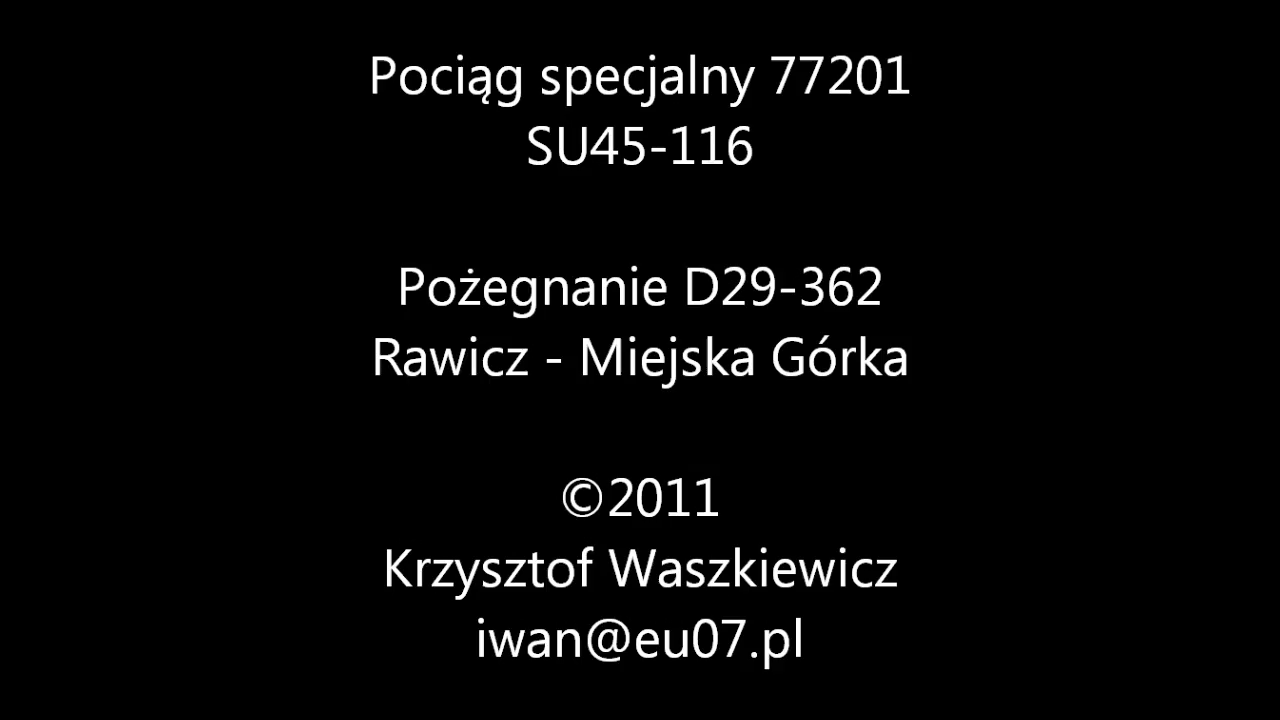 Pociąg specjalny 77201
SU45-116
Pożegnanie D29-362
Rawicz - Miejska Górka
©2011
Krzysztof Waszkiewicz
iwan@eu07.pl